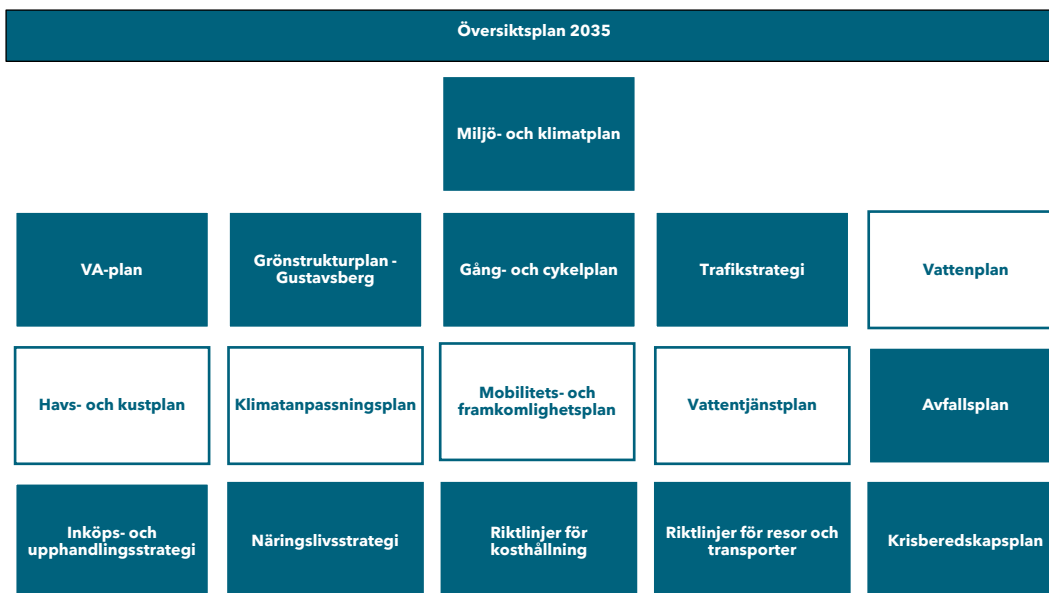 Översiktsplan 2035
Miljö- och klimatplan
VA-plan
Grönstrukturplan -
Gustavsberg
Gång- och cykelplan
Trafikstrategi
Vattenplan
Havs- och kustplan
Klimatanpassningsplan
Mobilitets- och
framkomlighetsplan
Vattentjänstplan
Avfallsplan
Inköps- och
upphandlingsstrategi
Näringslivsstrategi
Riktlinjer för
kosthållning
Riktlinjer för resor och
transporter
Krisberedskapsplan